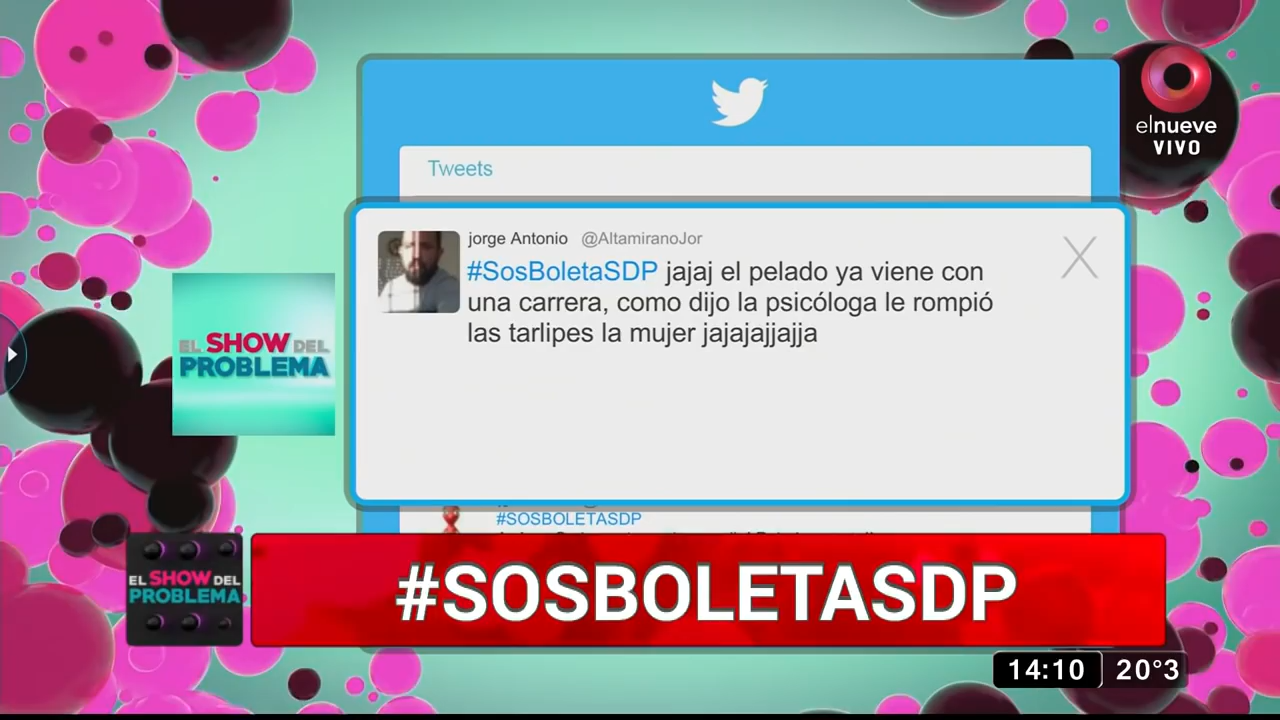 elnueve
VIVO
Tweets
jorge Antonio @AltamiranoJor
#SosBoletaSDP jajaj el pelado ya viene con
una carrera, como dijo la psicóloga le rompió
las tarlipes la mujer jajajajjajja
EL SHOW DEL
PROBLEMA
#SOSBOLETASDP
EL SHOW DEL
PROBLEMA
#SOSBOLETASDP
14:10 20°3